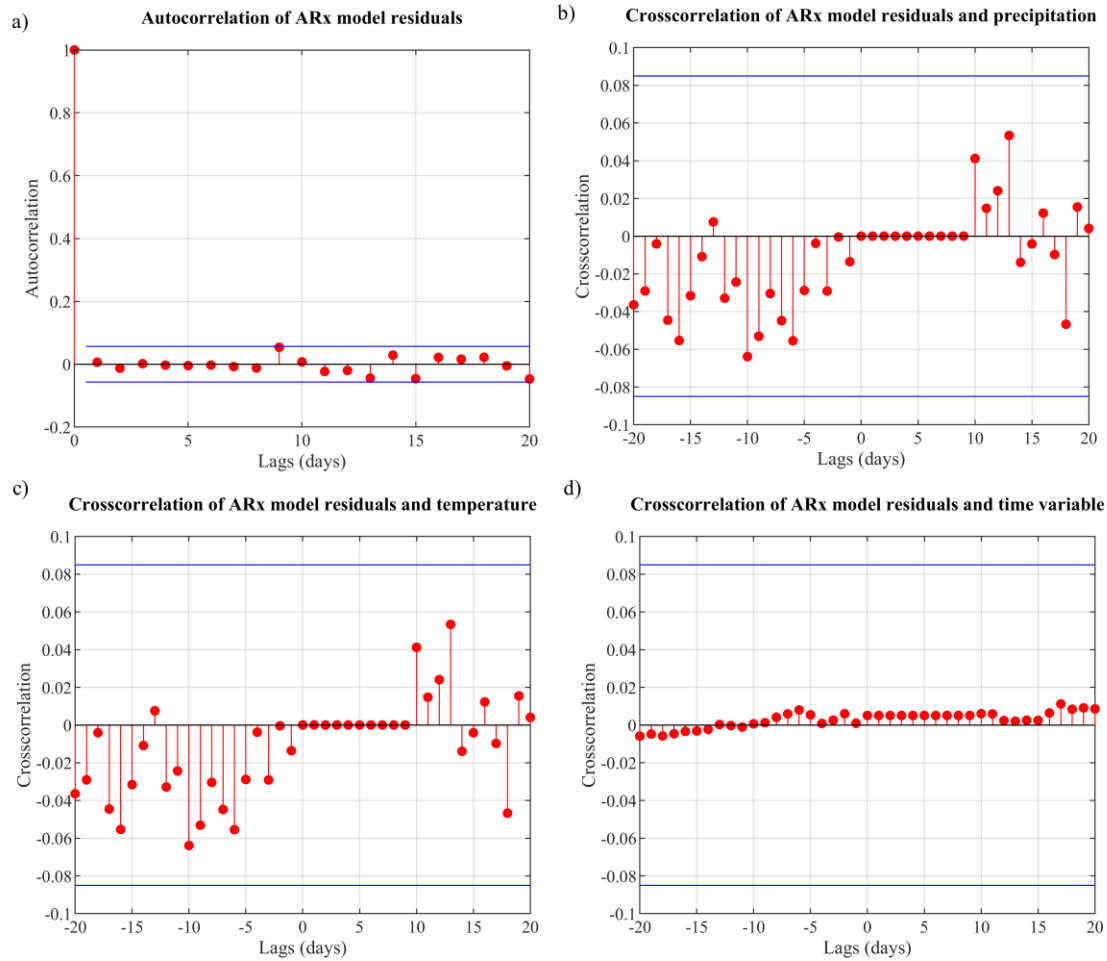 a)
Autocorrelation of ARx model residuals
1
0.8
0.6
0.4
0.2
0
-0.2
Autocorrelation
0 5 10 15 20
Lags (days)
b)
Crosscorrelation of ARx model residuals and precipitation
0.1
0.08
0.06
0.04
0.02
0
-0.02
-0.04
-0.06
-0.08
-0.1
Crosscorrelation
-20 -15 -10 -5 0 5 10 15 20
Lags (days)
c)
Crosscorrelation of ARx model residuals and temperature
0.1
0.08
0.06
0.04
0.02
0
-0.02
-0.04
-0.06
-0.08
-0.1
Crosscorrelation
-20 -15 -10 -5 0 5 10 15 20
Lags (days)
d)
Crosscorrelation of ARx model residuals and time variable
0.1
0.08
0.06
0.04
0.02
0
-0.02
-0.04
-0.06
-0.08
-0.1
Crosscorrelation
-20 -15 -10 -5 0 5 10 15 20
Lags (days)